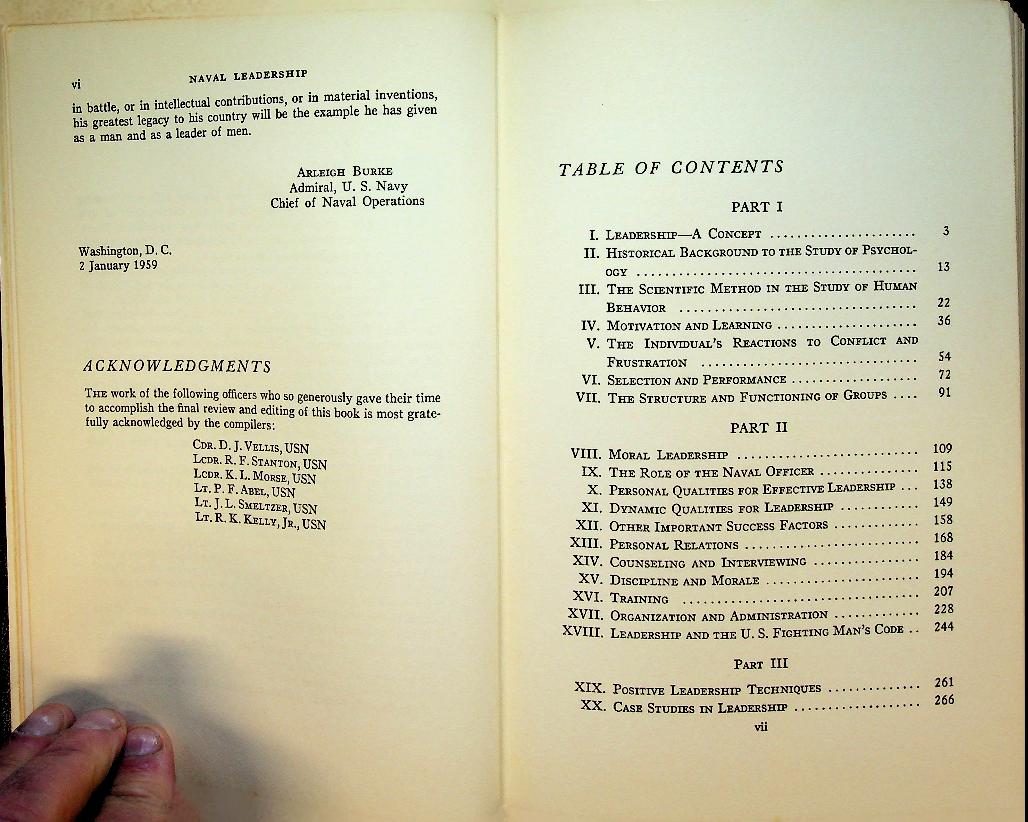 vi
NAVAL LEADERSHIP
in battle, or in intellectual contributions, or in material inventions,
his greatest legacy to his country will be the example he has given
as a man and as a leader of men.
ARLEIGH BURKE
Admiral, U. S. Navy
Chief of Naval Operations
Washington, D. C.
2 January 1959
ACKNOWLEDGMENTS
THE work of the following officers who so generously gave their time
to accomplish the final review and editing of this book is most grate-
fully acknowledged by the compilers:
CDR. D. J. VELLIS, USN
LCDR. R. F. STANTON, USN
LCDR. K. L. MORSE, USN
LT. P. F. ABEL, USN
LT. J. L. SMELTZER, USN
LT. R. K. KELLY, JR., USN
TABLE OF CONTENTS
PART I
I. LEADERSHIP—A CONCEPT ..................... 3
II. HISTORICAL BACKGROUND TO THE STUDY OF PSYCHOL-
OGY ........................................ 13
III. THE SCIENTIFIC METHOD IN THE STUDY OF HUMAN
BEHAVIOR .................................. 22
IV. MOTIVATION AND LEARNING .................... 36
V. THE INDIVIDUAL'S REACTIONS TO CONFLICT AND
FRUSTRATION ............................... 54
VI. SELECTION AND PERFORMANCE .................. 72
VII. THE STRUCTURE AND FUNCTIONING OF GROUPS .... 91
PART II
VIII. MORAL LEADERSHIP .......................... 109
IX. THE ROLE OF THE NAVAL OFFICER .............. 115
X. PERSONAL QUALITIES FOR EFFECTIVE LEADERSHIP ... 138
XI. DYNAMIC QUALITIES FOR LEADERSHIP ............ 149
XII. OTHER IMPORTANT SUCCESS FACTORS ............ 158
XIII. PERSONAL RELATIONS ......................... 168
XIV. COUNSELING AND INTERVIEWING ............... 184
XV. DISCIPLINE AND MORALE ...................... 194
XVI. TRAINING .................................. 207
XVII. ORGANIZATION AND ADMINISTRATION ............ 228
XVIII. LEADERSHIP AND THE U. S. FIGHTING MAN'S CODE .. 244
PART III
XIX. POSITIVE LEADERSHIP TECHNIQUES .............. 261
XX. CASE STUDIES IN LEADERSHIP .................. 266
vii